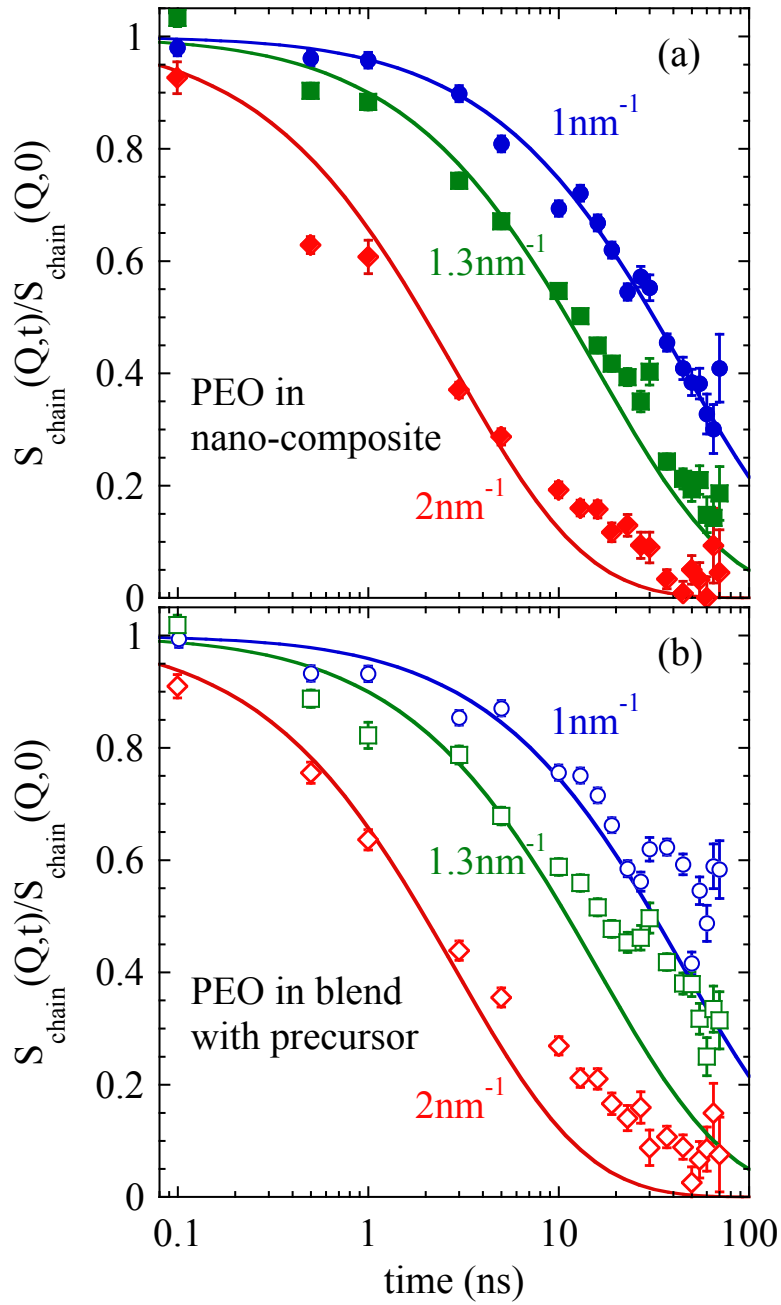 (a)
1
0.8
0.6
0.4
0.2
0
S_chain(Q,t)/S_chain(Q,0)
1nm^-1
1.3nm^-1
2nm^-1
PEO in
nano-composite
(b)
1
0.8
0.6
0.4
0.2
0
S_chain(Q,t)/S_chain(Q,0)
1nm^-1
1.3nm^-1
2nm^-1
PEO in blend
with precursor
0.1 1 10 100
time (ns)